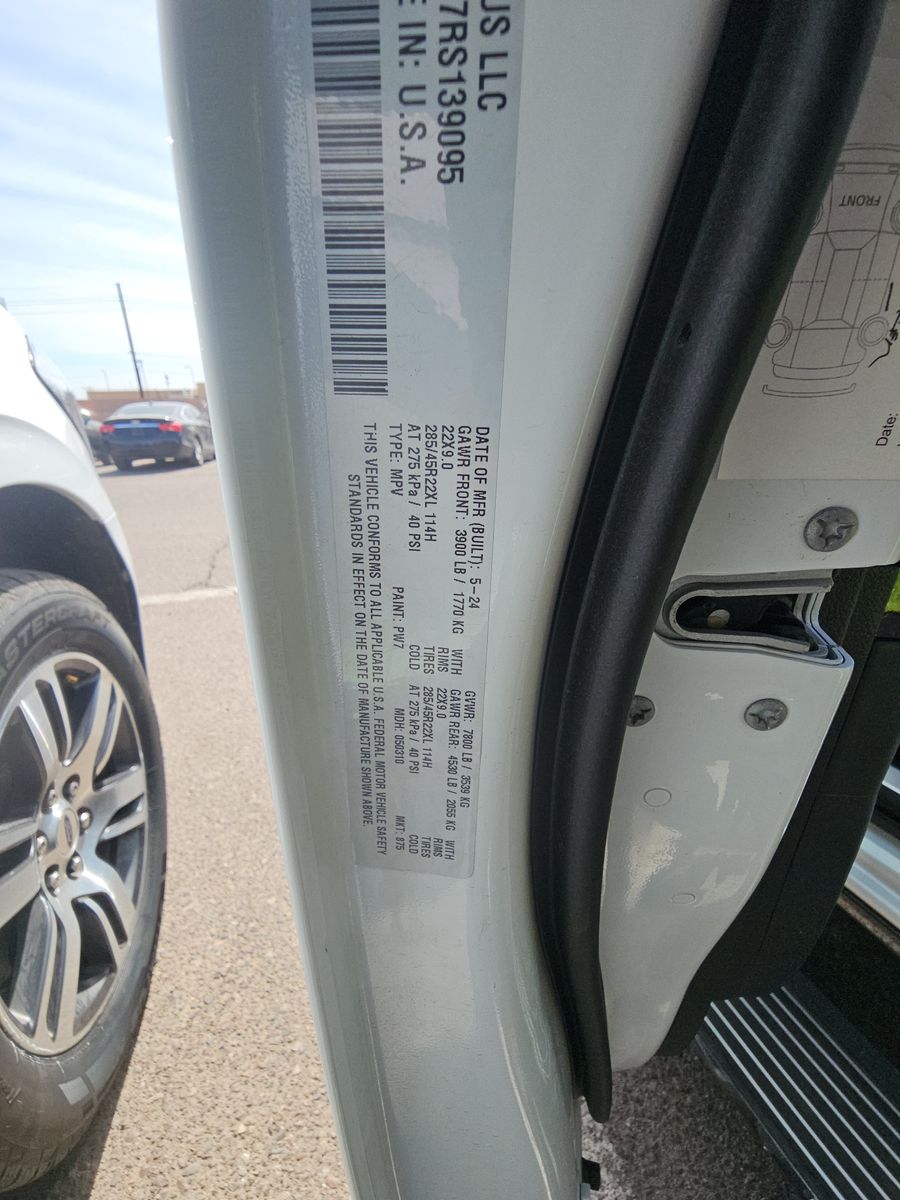 US LLC
7RS139095
E IN: U.S.A.
DATE OF MFR (BUILT): 5-24
GVWR: 7800 LB / 3539 KG
GAWR FRONT: 3900 LB / 1770 KG WITH
GAWR REAR: 4530 LB / 2055 KG WITH
22X9.0 RIMS
22X9.0 RIMS
285/45R22XL 114H TIRES
285/45R22XL 114H TIRES
AT 275 kPa / 40 PSI COLD
AT 275 kPa / 40 PSI COLD
TYPE: MPV PAINT: PW7 MDH: 050310 MKT: 875
THIS VEHICLE CONFORMS TO ALL APPLICABLE U.S.A. FEDERAL MOTOR VEHICLE SAFETY
STANDARDS IN EFFECT ON THE DATE OF MANUFACTURE SHOWN ABOVE.
FRONT
Date: